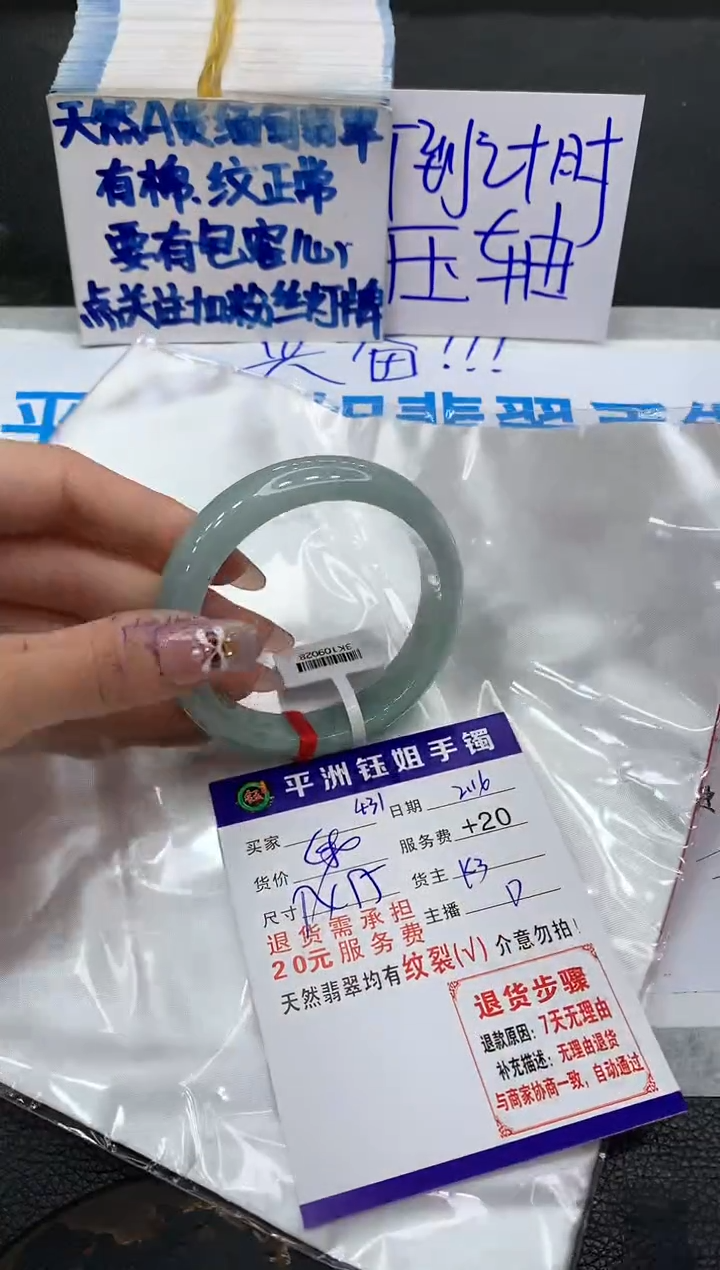 天然A货缅甸翡翠
有棉、纹正常
要有包容心
点关注加粉丝灯牌
倒计时
压轴
!!!
3K109028
平洲钰姐手镯
买家 431 日期 2.16
货价 服务费 +20
尺寸 货主 K3
退货需承担 主播 D
20元服务费
天然翡翠均有纹裂(√)介意勿拍!
退货步骤
退款原因：7天无理由
补充描述：无理由退货
与商家协商一致，自动通过